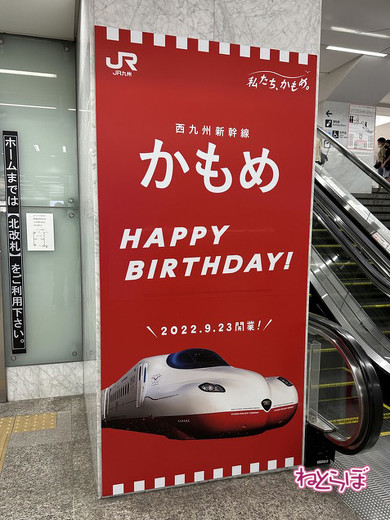 JR
JR九州
私たち、かもめ。
西九州新幹線
かもめ
HAPPY
BIRTHDAY!
2022.9.23開業!
ホームまでは【北改札】をご利用下さい。
ねとらぼ